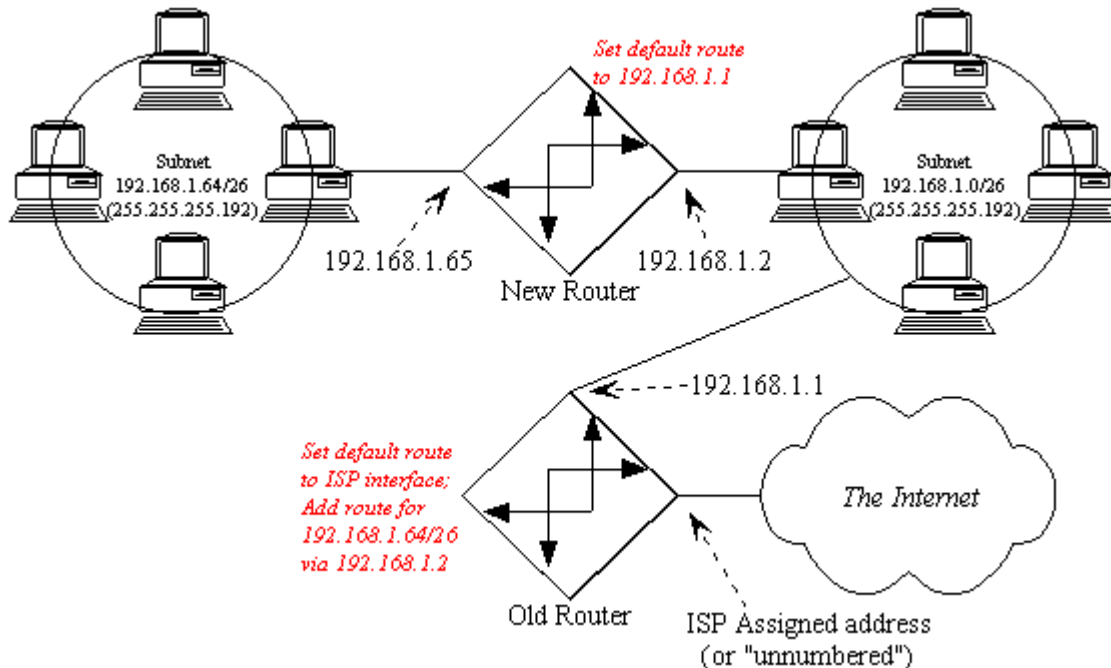 Set default route
to 192.168.1.1
Subnet
192.168.1.64/26
(255.255.255.192)
Subnet
192.168.1.0/26
(255.255.255.192)
192.168.1.65
192.168.1.2
New Router
192.168.1.1
Set default route
to ISP interface;
Add route for
192.168.1.64/26
via 192.168.1.2
The Internet
Old Router
ISP Assigned address
(or "unnumbered")